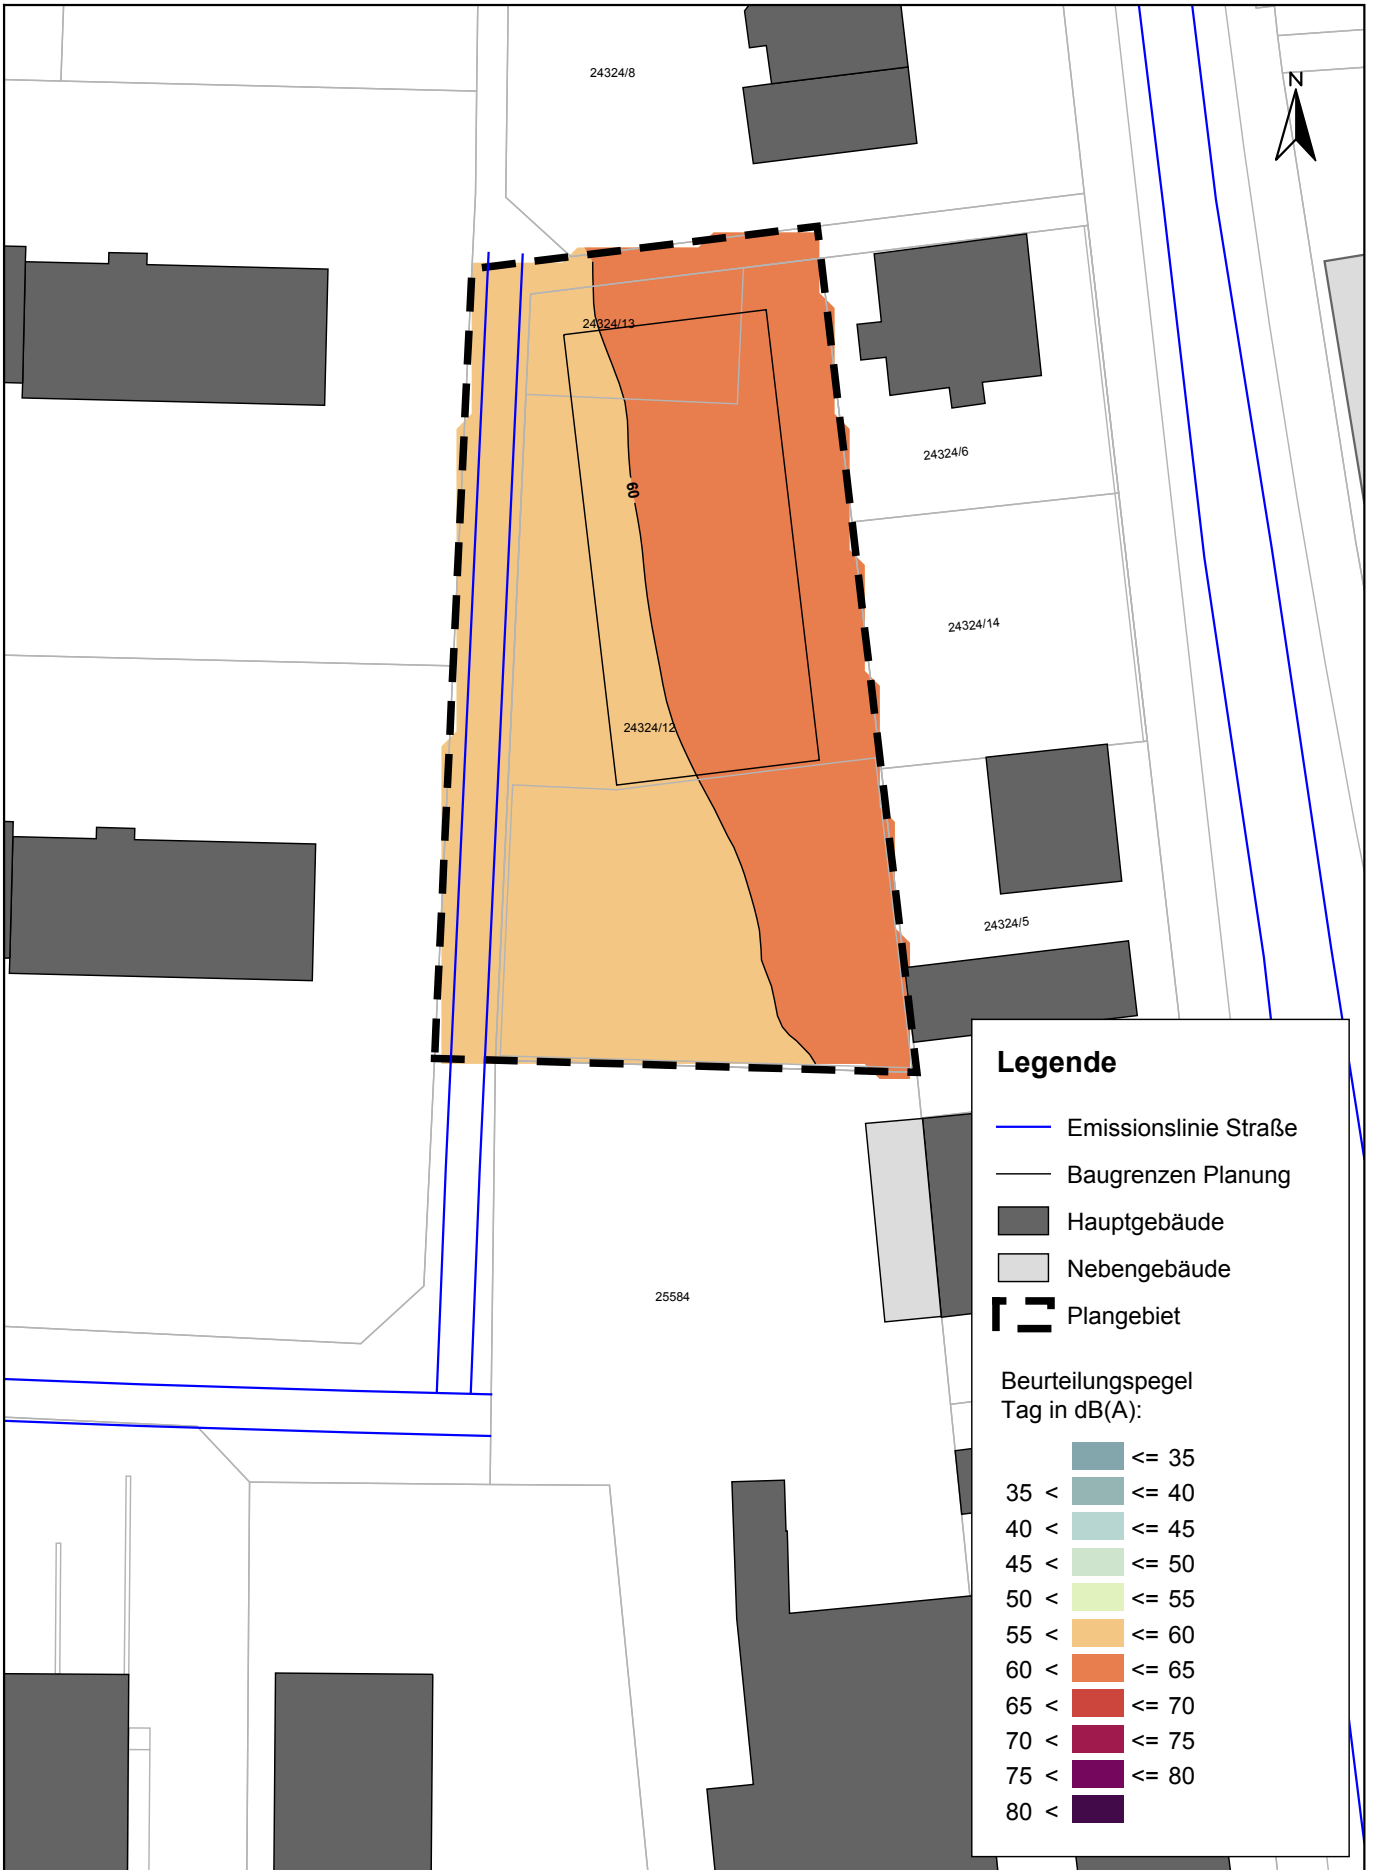 24324/8
N
24324/13
24324/6
60
24324/14
24324/12
24324/5
25584
Legende
Emissionslinie Straße
Baugrenzen Planung
Hauptgebäude
Nebengebäude
Plangebiet
Beurteilungspegel
Tag in dB(A):
<= 35
35 < <= 40
40 < <= 45
45 < <= 50
50 < <= 55
55 < <= 60
60 < <= 65
65 < <= 70
70 < <= 75
75 < <= 80
80 <